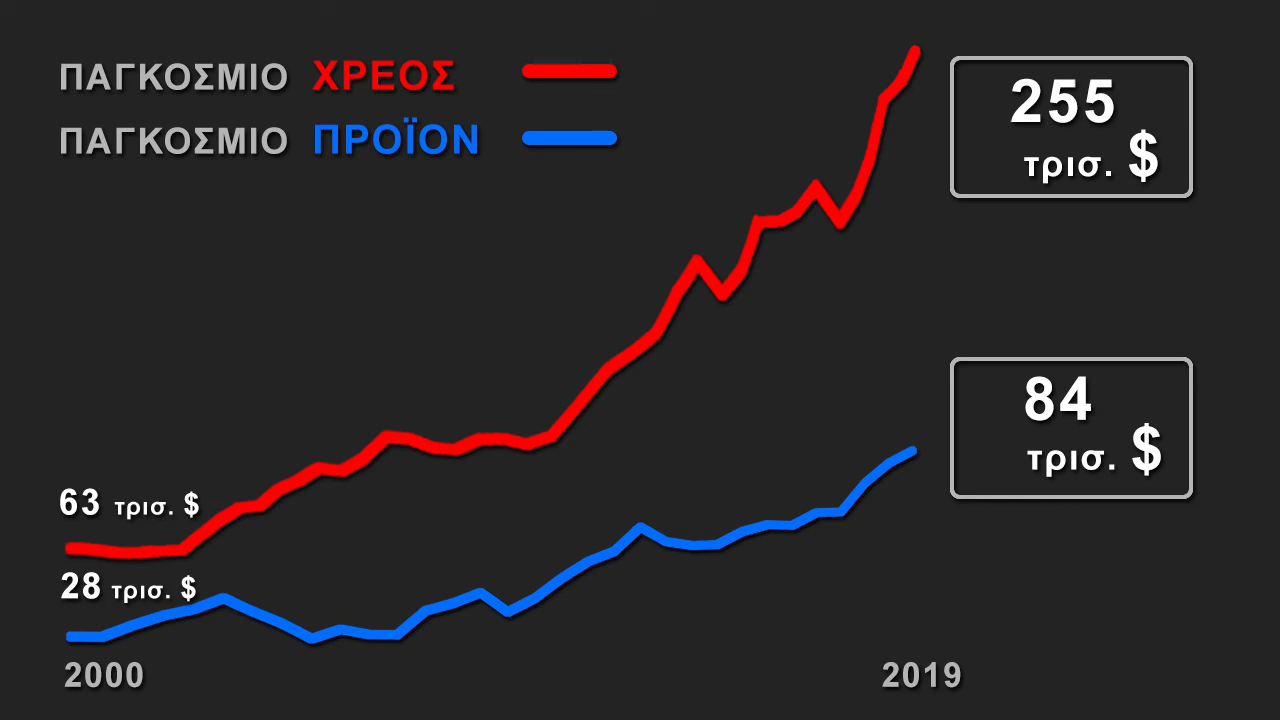 ΠΑΓΚΟΣΜΙΟ ΧΡΕΟΣ
ΠΑΓΚΟΣΜΙΟ ΠΡΟΪΟΝ
255
τρισ. $
84
τρισ. $
63 τρισ. $
28 τρισ. $
2000
2019